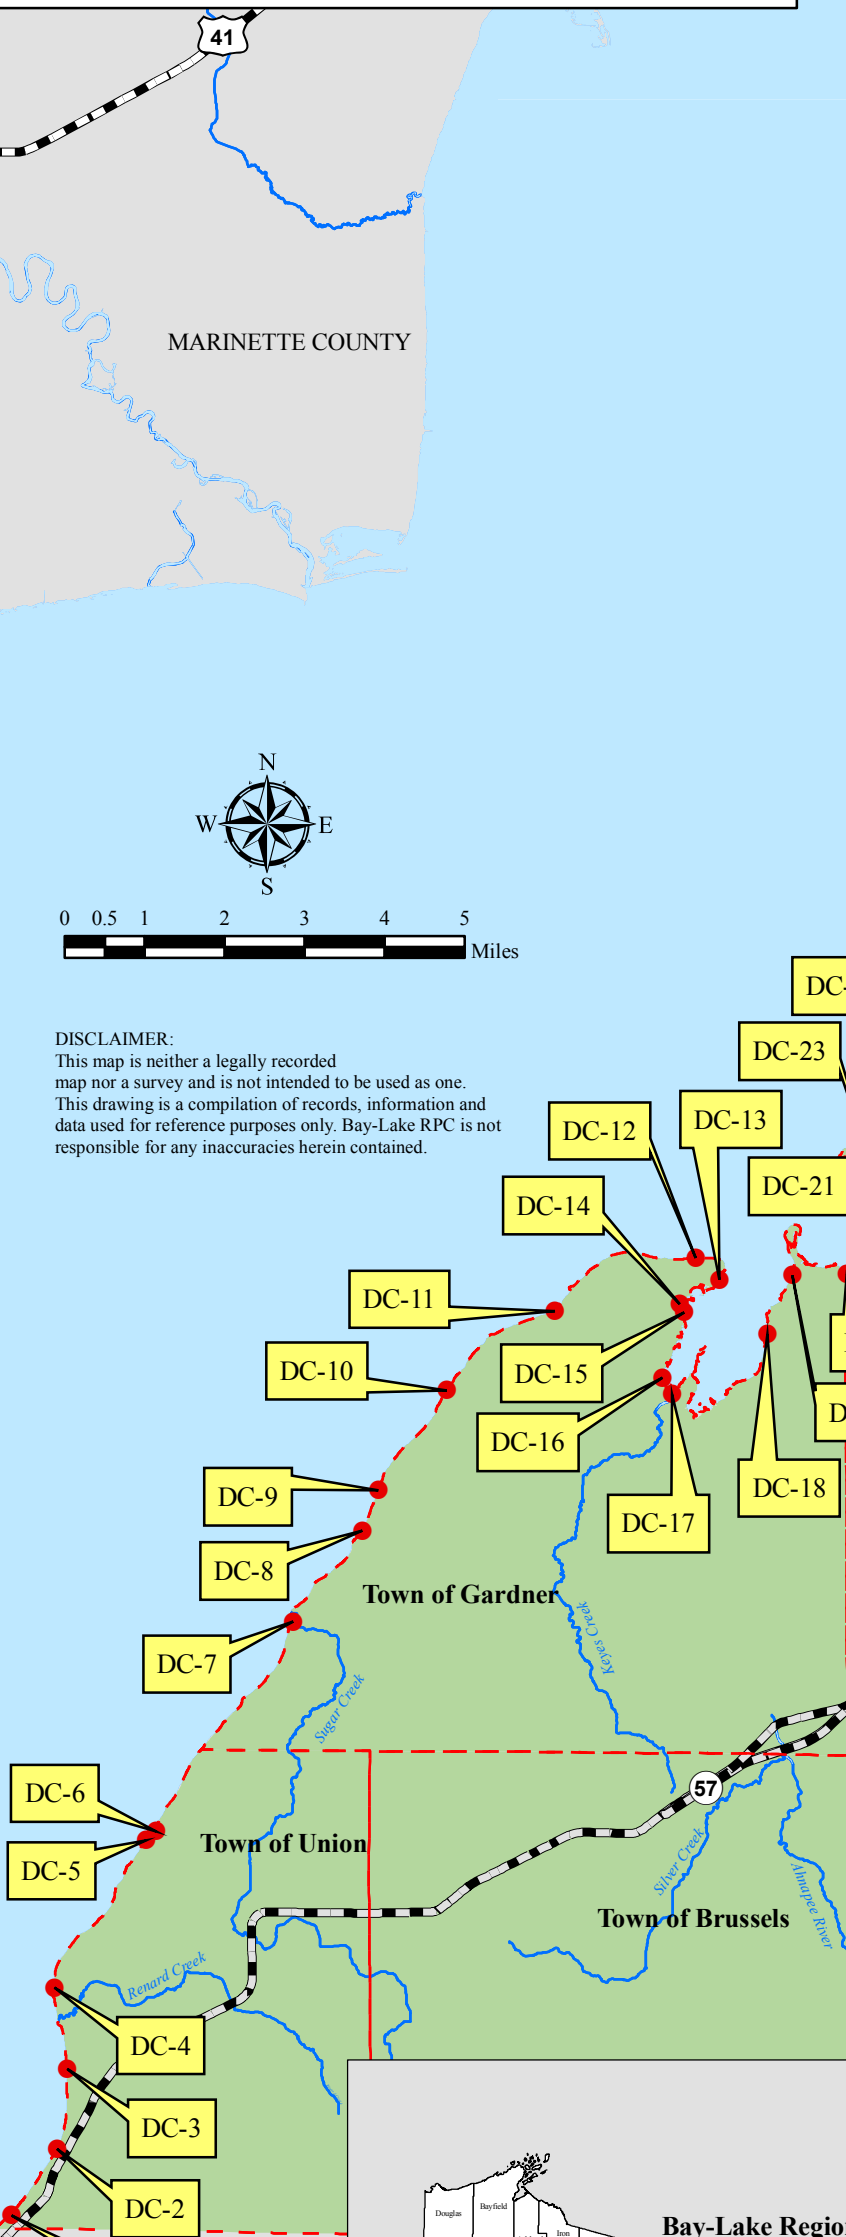 41
MARINETTE COUNTY
N
W E
S
0 0.5 1 2 3 4 5
Miles
DISCLAIMER:
This map is neither a legally recorded
map nor a survey and is not intended to be used as one.
This drawing is a compilation of records, information and
data used for reference purposes only. Bay-Lake RPC is not
responsible for any inaccuracies herein contained.
DC-
DC-23
DC-13
DC-12
DC-21
DC-14
DC-11
DC-10
DC-15
D
DC-16
DC-18
DC-9
DC-17
DC-8
Town of Gardner
Keyes Creek
DC-7
Sugar Creek
57
DC-6
Town of Union
DC-5
Silver Creek
Ahnapee River
Town of Brussels
Renard Creek
DC-4
DC-3
DC-2
Douglas
Bayfield
Iron
Bay-Lake Regio